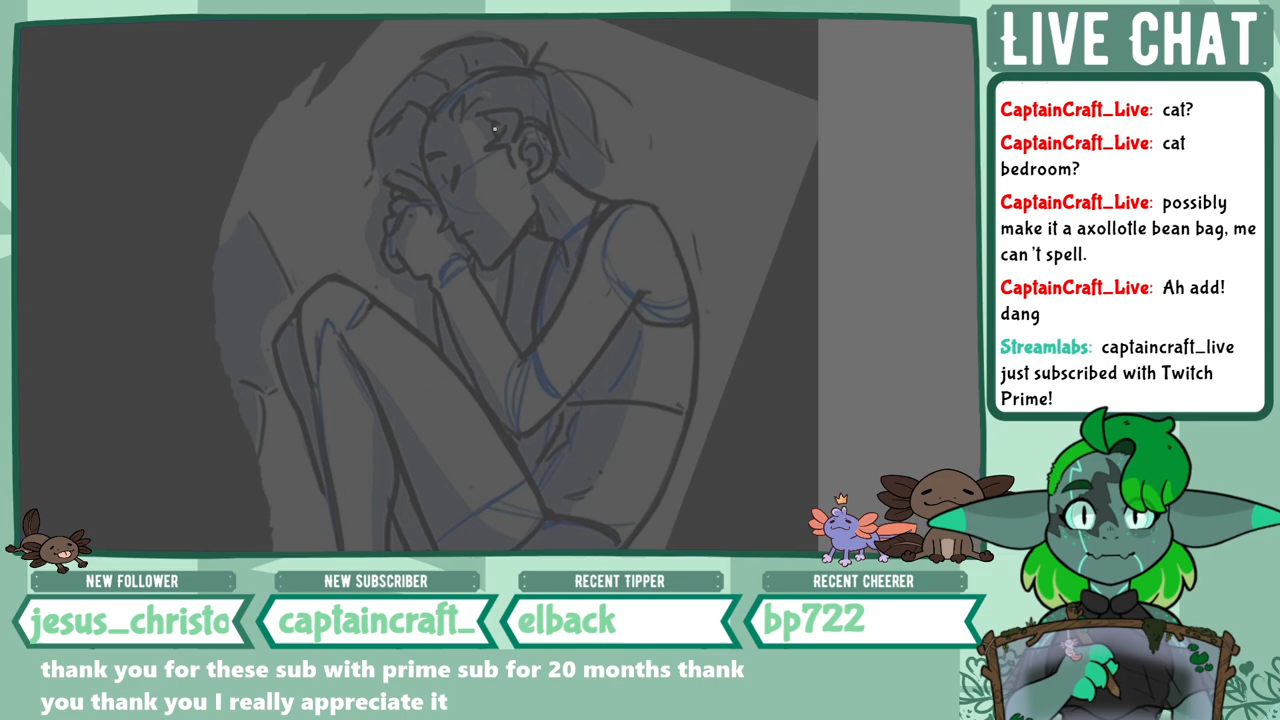 LIVE CHAT
CaptainCraft_Live: cat?
CaptainCraft_Live: cat
bedroom?
CaptainCraft_Live: possibly
make it a axollotle bean bag, me
can't spell.
CaptainCraft_Live: Ah add!
dang
Streamlabs: captaincraft_live
just subscribed with Twitch
Prime!
NEW FOLLOWER
NEW SUBSCRIBER
RECENT TIPPER
RECENT CHEERER
jesus_christo
captaincraft_
elback
bp722
thank you for these sub with prime sub for 20 months thank
you thank you I really appreciate it